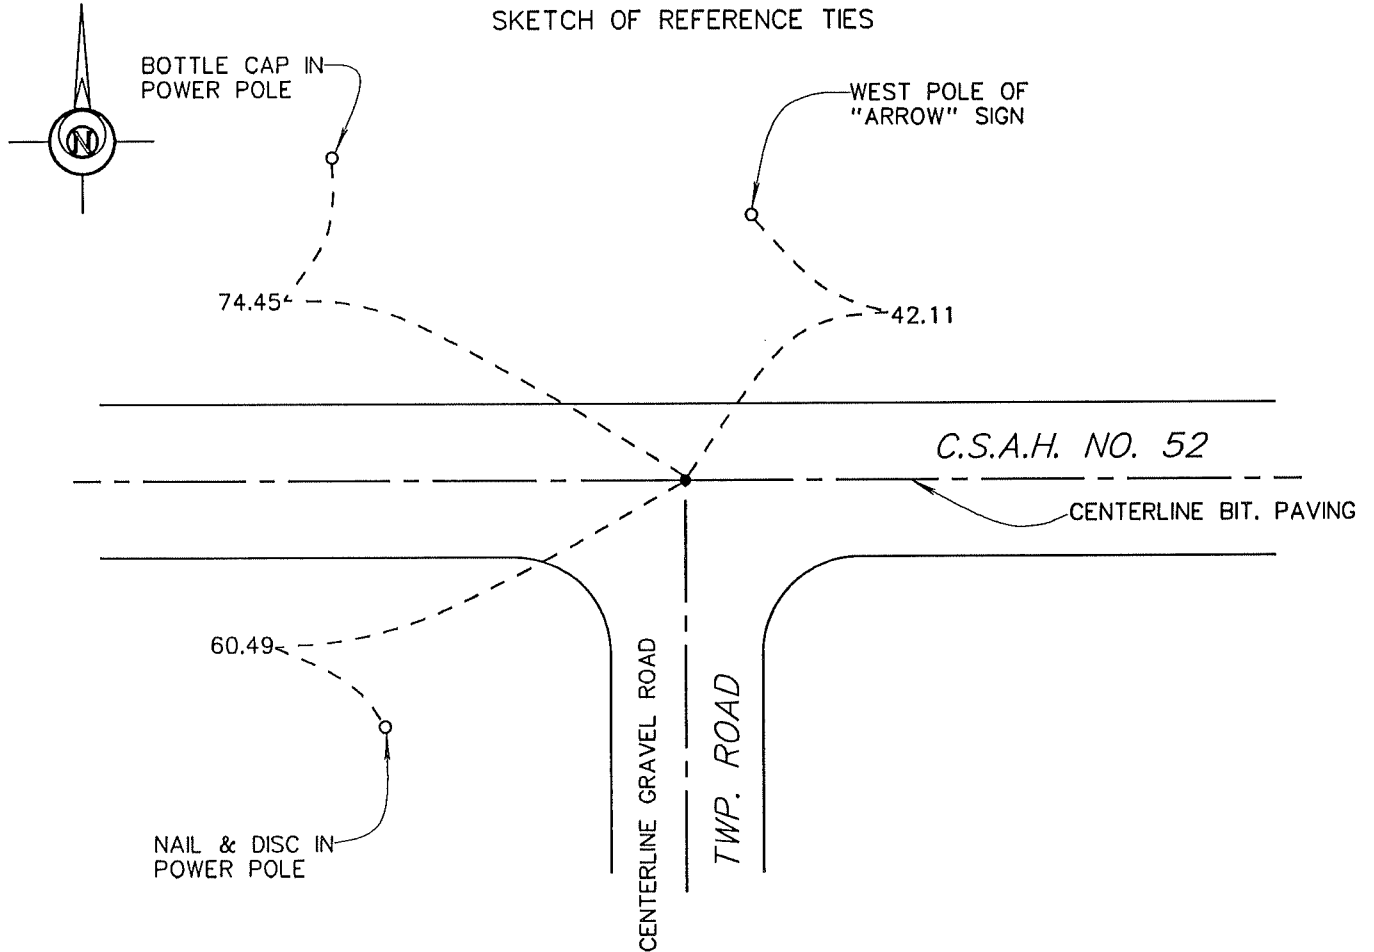 SKETCH OF REFERENCE TIES
BOTTLE CAP IN
POWER POLE
WEST POLE OF
"ARROW" SIGN
N
74.45
42.11
C.S.A.H. NO. 52
CENTERLINE BIT. PAVING
60.49
CENTERLINE GRAVEL ROAD
TWP. ROAD
NAIL & DISC IN
POWER POLE